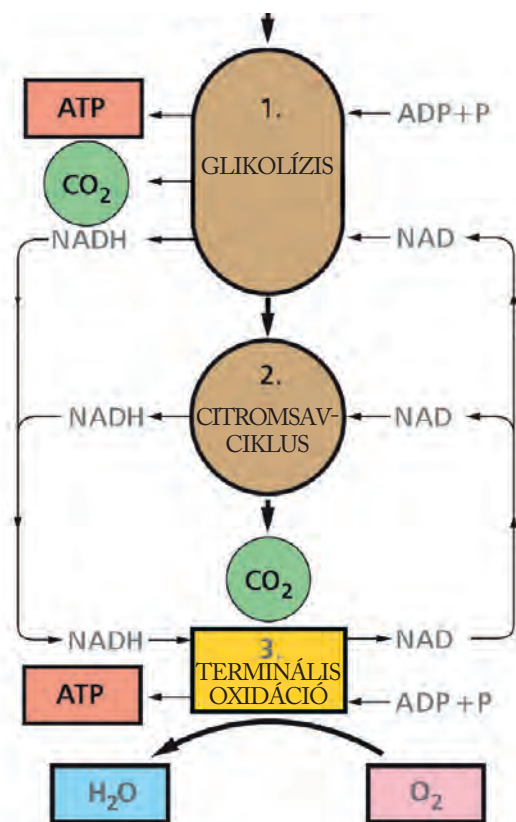 1.
ATP
ADP+P
GLIKOLÍZIS
CO₂
NADH
NAD
2.
NADH
CITROMSAV-
CIKLUS
NAD
CO₂
NADH
3.
NAD
TERMINÁLIS
OXIDÁCIÓ
ATP
ADP+P
H₂O
O₂